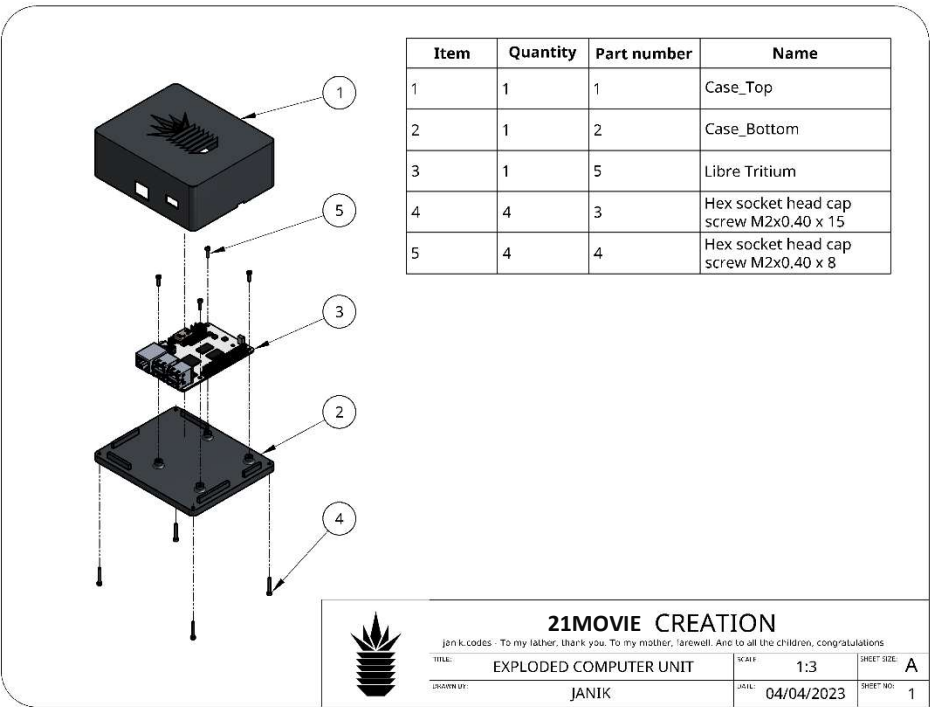 1
5
3
2
4
Item Quantity Part number Name
1 1 1 Case_Top
2 1 2 Case_Bottom
3 1 5 Libre Tritium
4 4 3 Hex socket head cap
screw M2x0.40 x 15
5 4 4 Hex socket head cap
screw M2x0.40 x 8
21MOVIE CREATION
janik.codes - To my father, thank you. To my mother, farewell. And to all the children, congratulations
TITLE: EXPLODED COMPUTER UNIT SCALE 1:3 SHEET SIZE: A
DRAWN BY: JANIK DATE: 04/04/2023 SHEET NO: 1